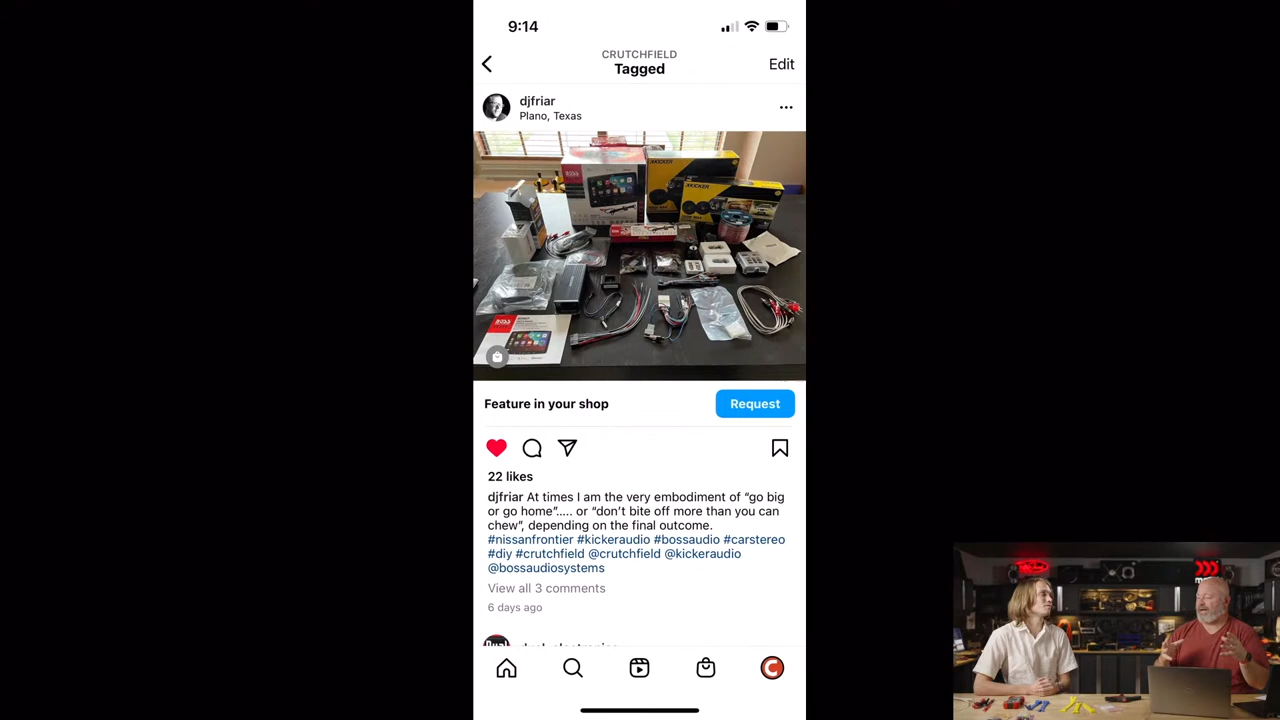 9:14
CRUTCHFIELD
Tagged
Edit
djfriar
Plano, Texas
KICKER
KICKER
BOSS
BOSS
Feature in your shop
Request
22 likes
djfriar At times I am the very embodiment of “go big
or go home”..... or “don’t bite off more than you can
chew”, depending on the final outcome.
#nissanfrontier #kickeraudio #bossaudio #carstereo
#diy #crutchfield @crutchfield @kickeraudio
@bossaudiosystems
View all 3 comments
6 days ago